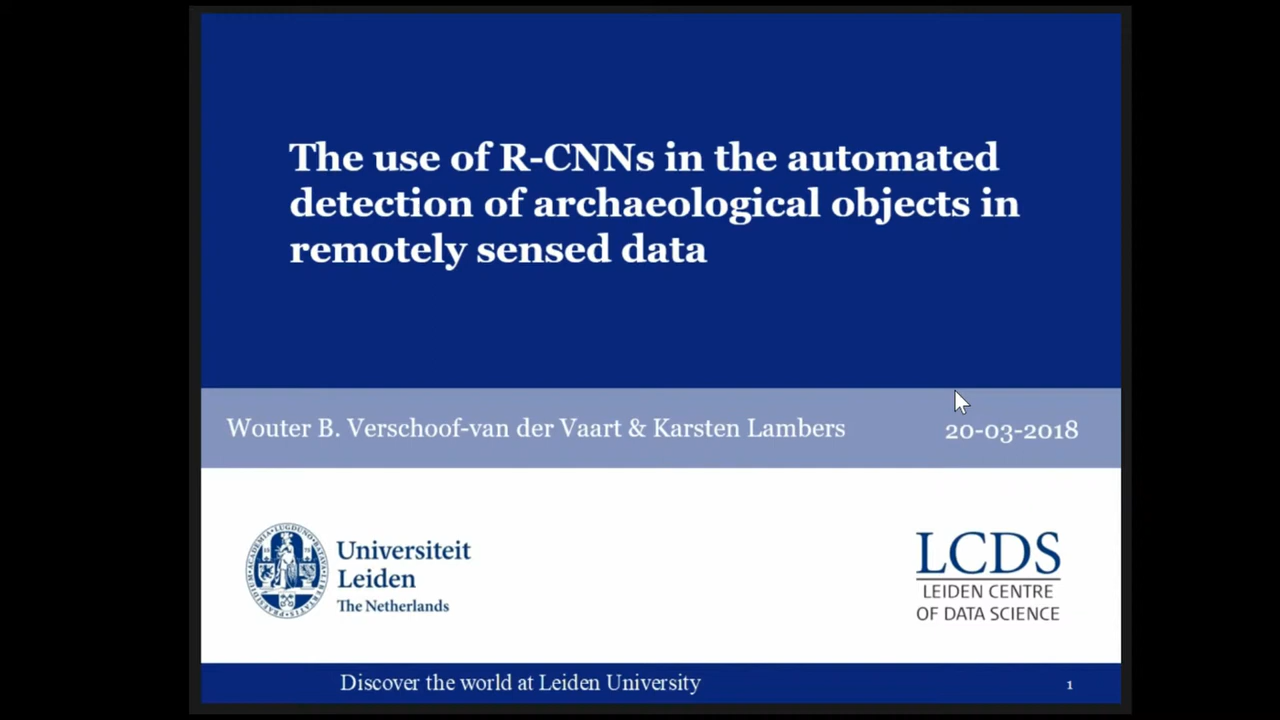 The use of R-CNNs in the automated
detection of archaeological objects in
remotely sensed data
Wouter B. Verschoof-van der Vaart & Karsten Lambers
20-03-2018
Universiteit
Leiden
The Netherlands
LCDS
LEIDEN CENTRE
OF DATA SCIENCE
Discover the world at Leiden University
1